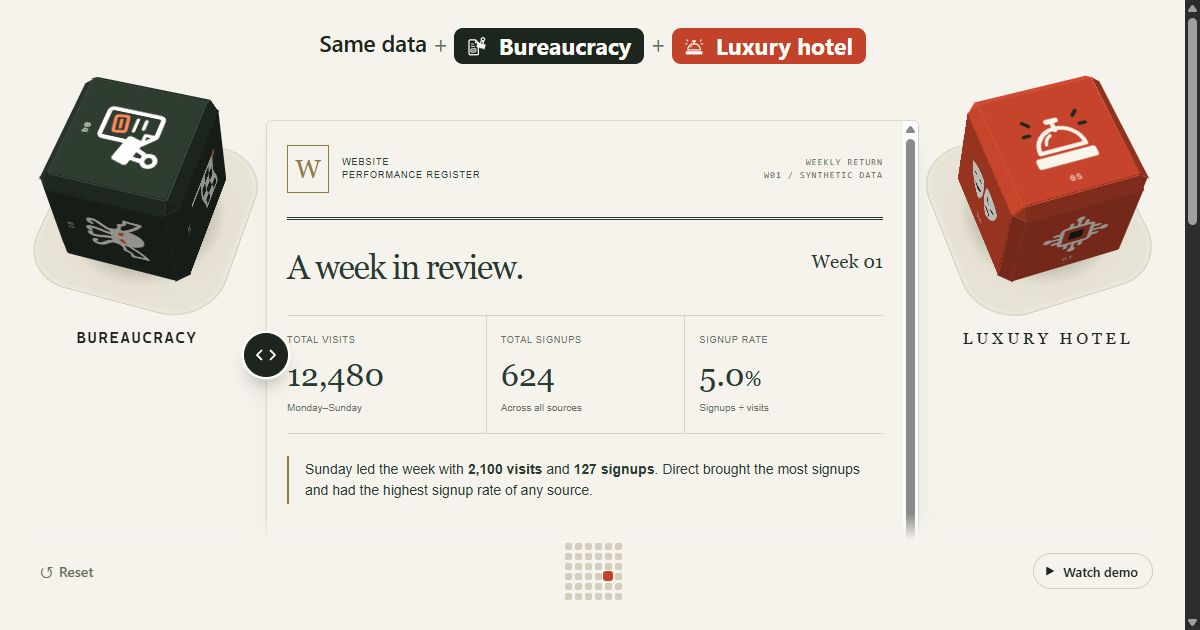 Same data + Bureaucracy + Luxury hotel
05
BUREAUCRACY
LUXURY HOTEL
W
WEBSITE
PERFORMANCE REGISTER
WEEKLY RETURN
W01 / SYNTHETIC DATA
A week in review.
Week 01
TOTAL VISITS
12,480
Monday–Sunday
TOTAL SIGNUPS
624
Across all sources
SIGNUP RATE
5.0%
Signups ÷ visits
Sunday led the week with 2,100 visits and 127 signups. Direct brought the most signups
and had the highest signup rate of any source.
Reset
Watch demo